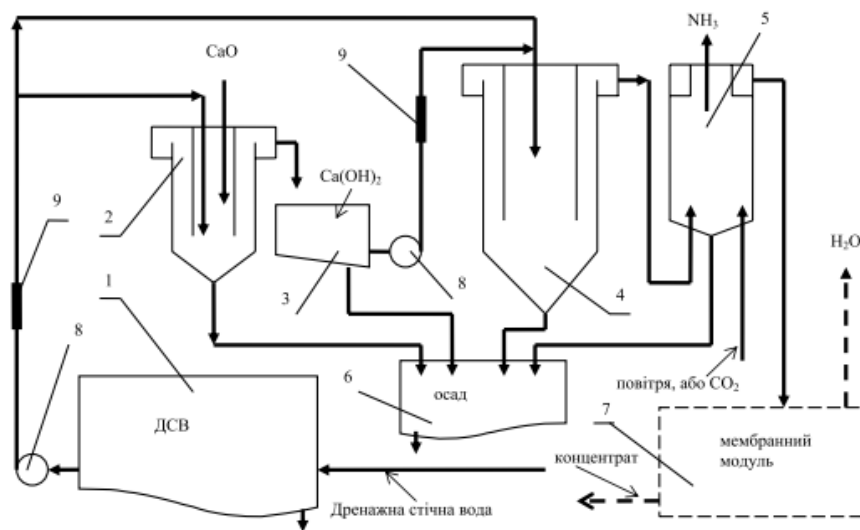 NH₃
5
CaO
9
Ca(OH)₂
9
2
H₂O
1
3
8
4
8
повітря, або CO₂
6
осад
7
ДСВ
мембранний
модуль
концентрат
Дренажна стічна вода